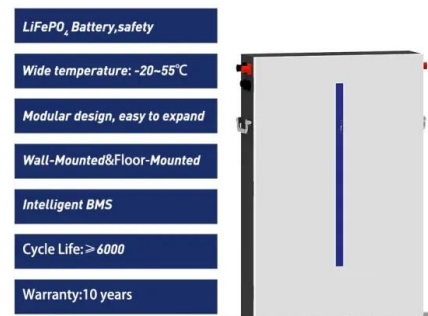 LiFePO₄ Battery,safety
Wide temperature: -20~55℃
Modular design, easy to expand
Wall-Mounted&Floor-Mounted
Intelligent BMS
Cycle Life:≥6000
Warranty:10 years